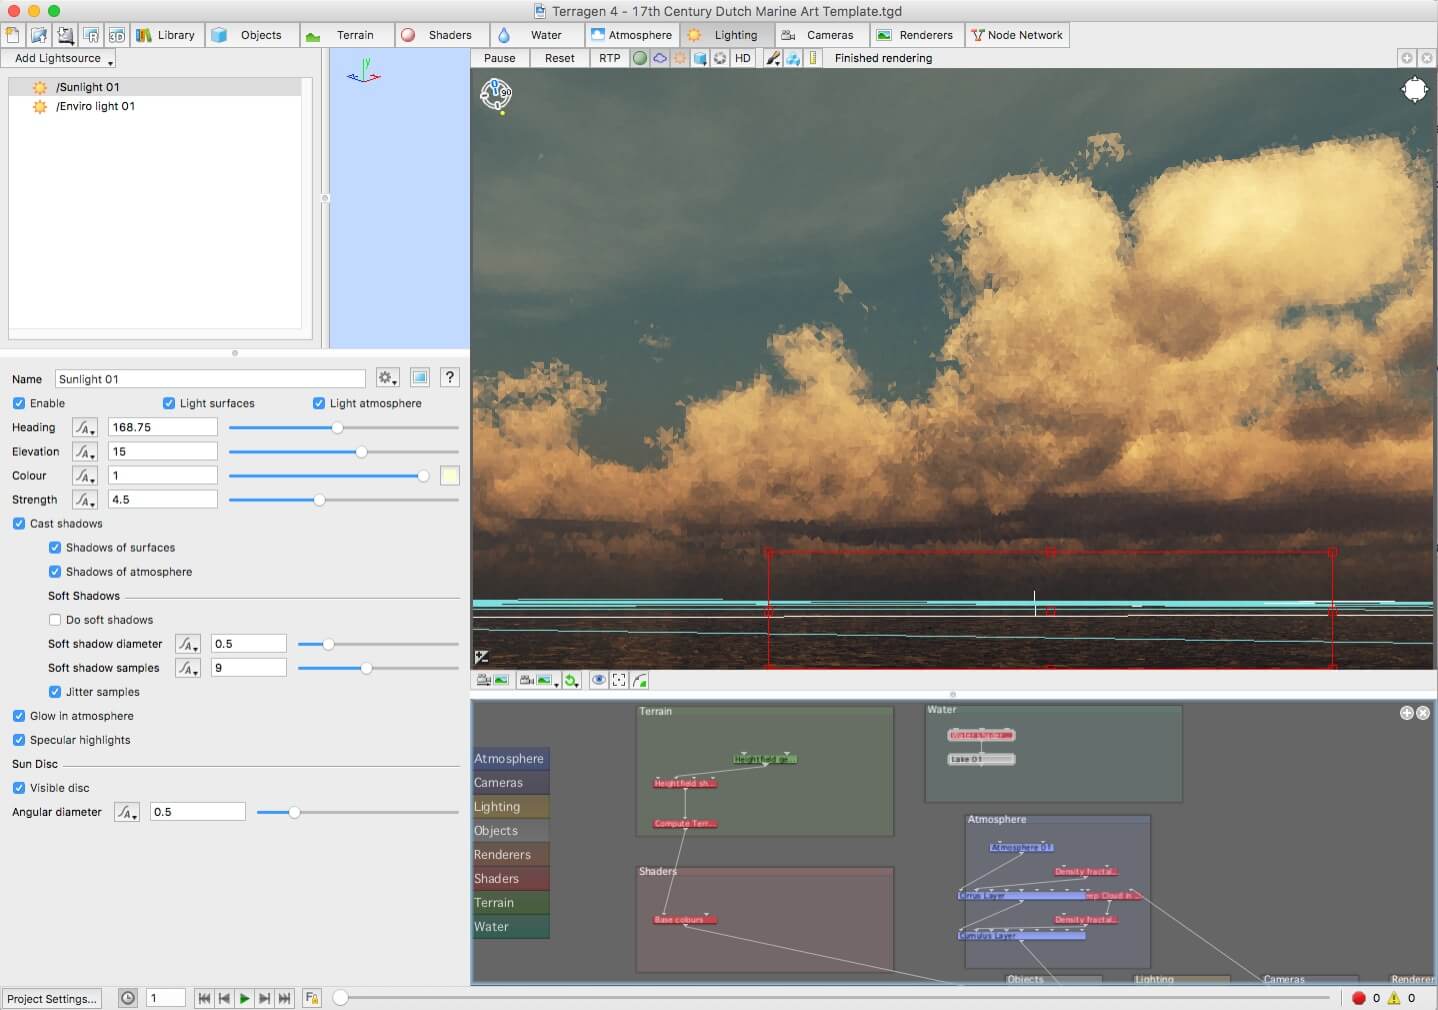 Terragen 4 - 17th Century Dutch Marine Art Template.tgd
Library Objects Terrain Shaders Water Atmosphere Lighting Cameras Renderers Node Network
Add Lightsource
Pause Reset RTP HD Finished rendering
/Sunlight 01
/Enviro light 01
y
90
Name Sunlight 01 ?
Enable Light surfaces Light atmosphere
Heading 168.75
Elevation 15
Colour 1
Strength 4.5
Cast shadows
Shadows of surfaces
Shadows of atmosphere
Soft Shadows
Do soft shadows
Soft shadow diameter 0.5
Soft shadow samples 9
Jitter samples
Glow in atmosphere
Specular highlights
Sun Disc
Visible disc
Angular diameter 0.5
Atmosphere
Cameras
Lighting
Objects
Renderers
Shaders
Terrain
Water
Terrain
Heightfield ge...
Heightfield sh...
Compute Terr...
Shaders
Base colours
Water
Water shader ...
Lake 01
Atmosphere
Atmosphere 01
Density fractal...
Cirrus Layer
Density fractal...
Cumulus Layer
Objects Lighting Cameras Renderer
Project Settings... 1 0 0